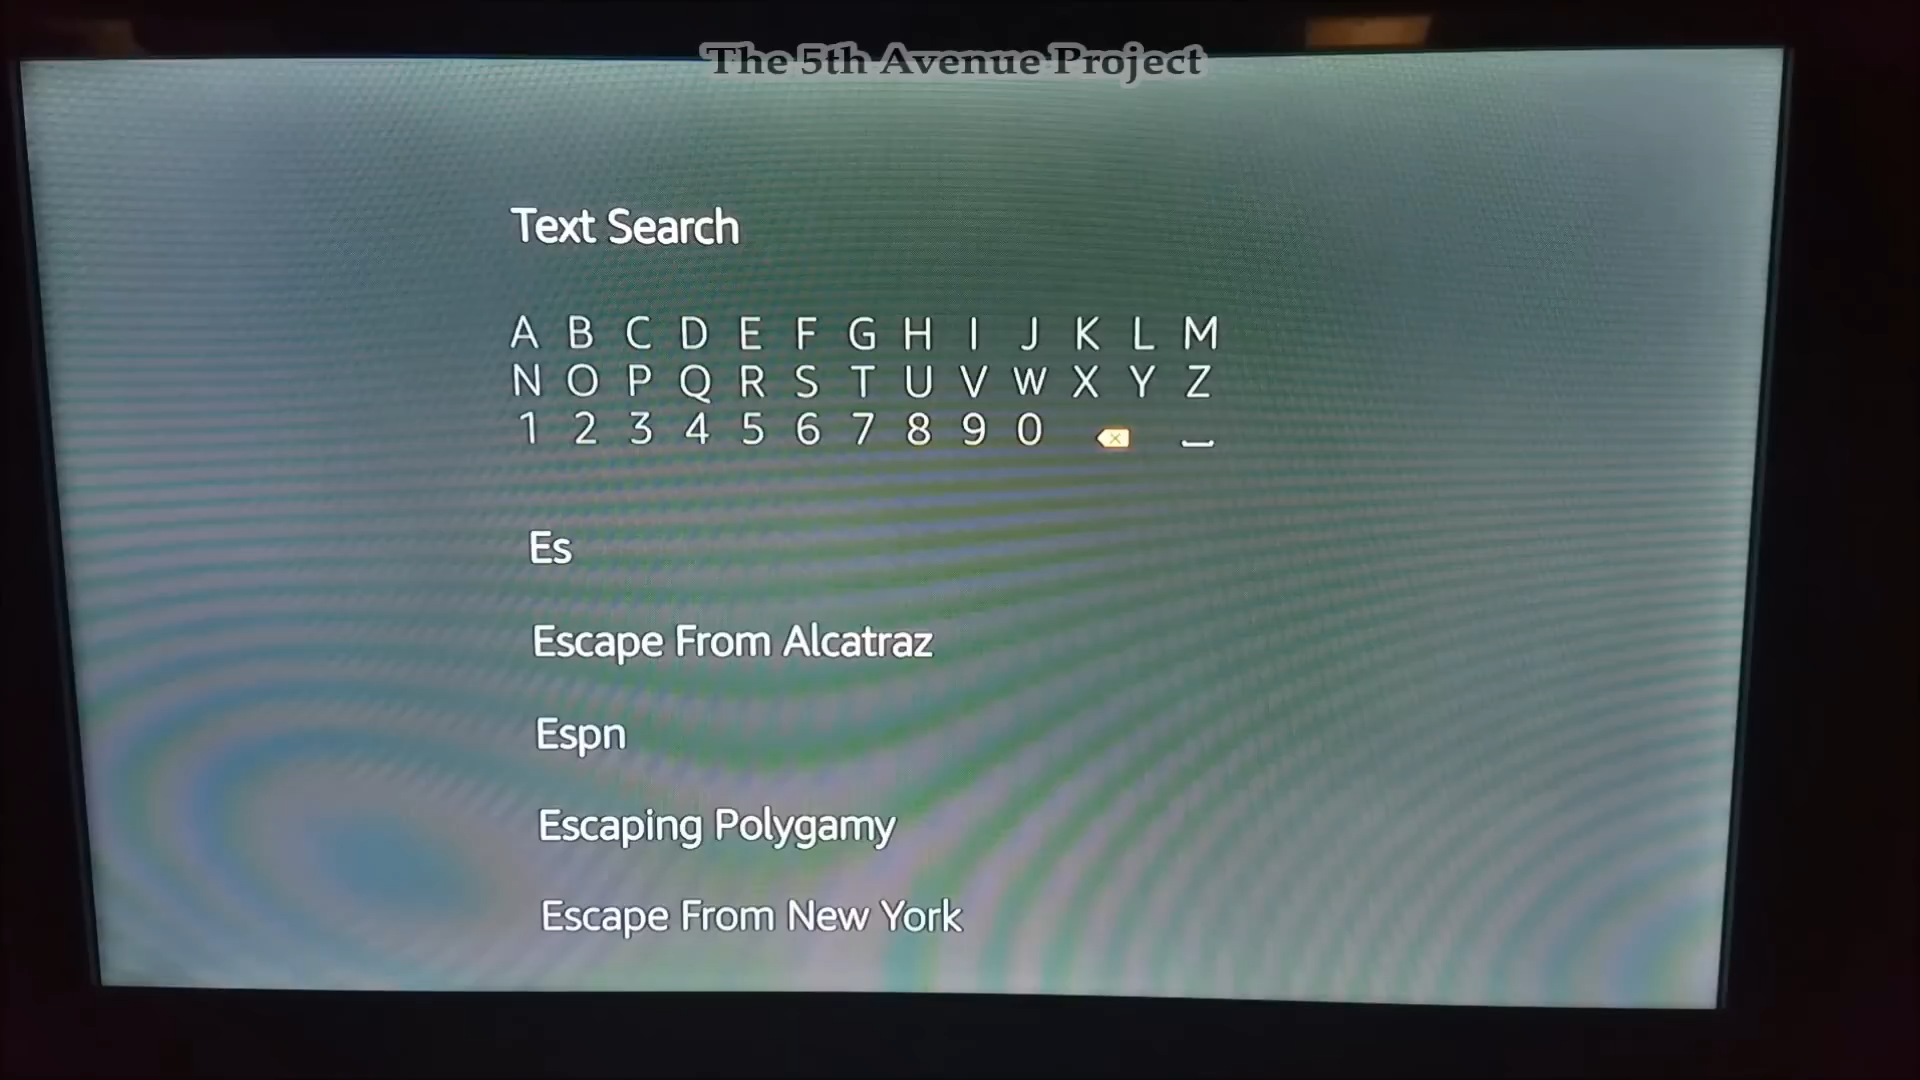 The 5th Avenue Project
Text Search
A B C D E F G H I J K L M
N O P Q R S T U V W X Y Z
1 2 3 4 5 6 7 8 9 0
Es
Escape From Alcatraz
Espn
Escaping Polygamy
Escape From New York